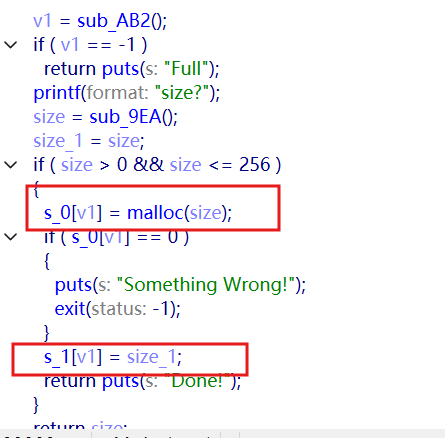 v1 = sub_AB2();
if ( v1 == -1 )
return puts(s: "Full");
printf(format: "size?");
size = sub_9EA();
size_1 = size;
if ( size > 0 && size <= 256 )
{
s_0[v1] = malloc(size);
if ( s_0[v1] == 0 )
{
puts(s: "Something Wrong!");
exit(status: -1);
}
s_1[v1] = size_1;
return puts(s: "Done!");
}
return size;